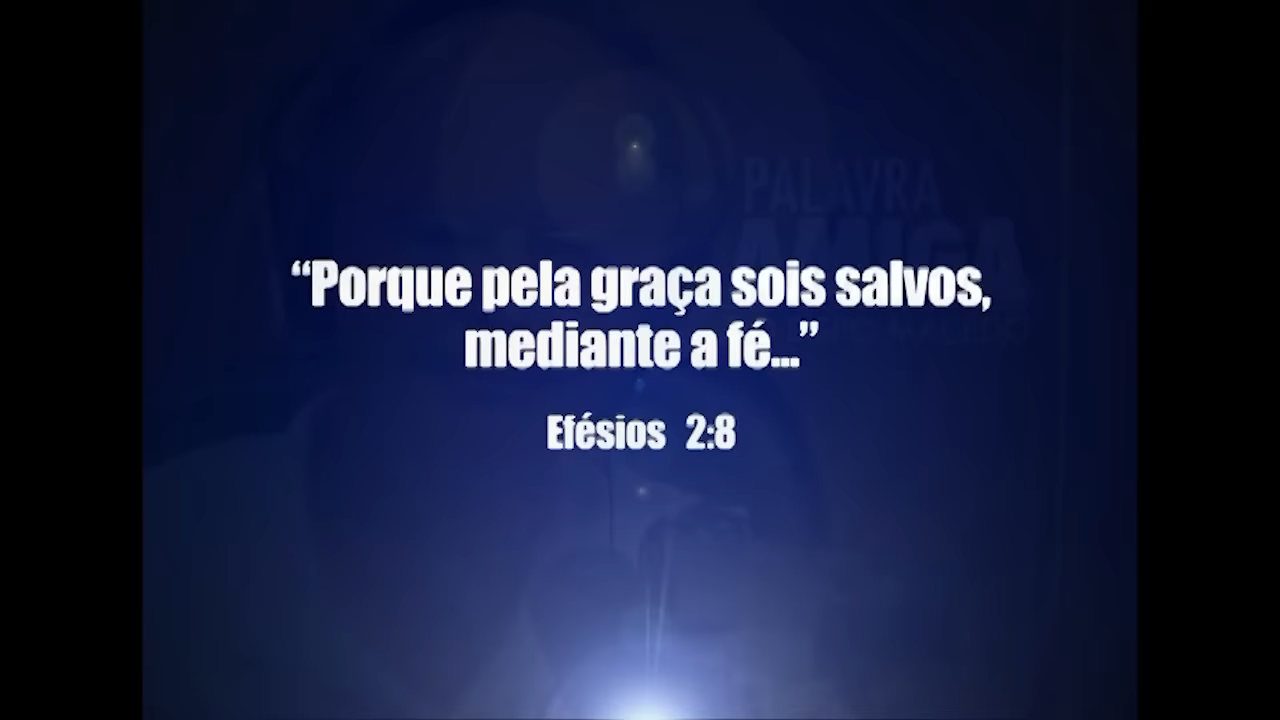 PALAVRA
AMIGA
“Porque pela graça sois salvos,
mediante a fé...”
Efésios 2:8